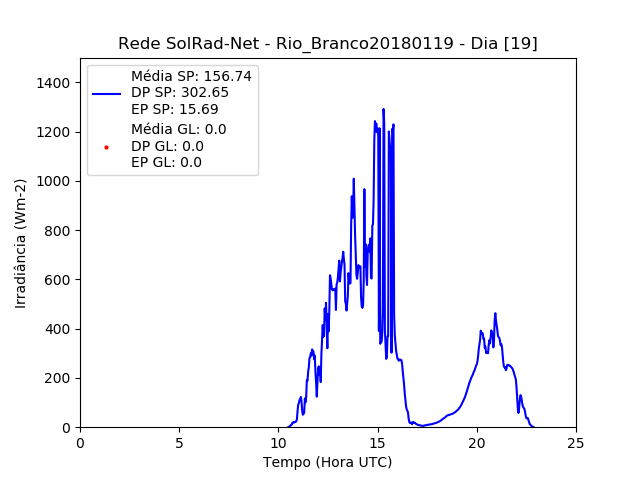 Rede SolRad-Net - Rio_Branco20180119 - Dia [19]
Média SP: 156.74
DP SP: 302.65
EP SP: 15.69
Média GL: 0.0
DP GL: 0.0
EP GL: 0.0
Irradiância (Wm-2)
1400
1200
1000
800
600
400
200
0
0 5 10 15 20 25
Tempo (Hora UTC)